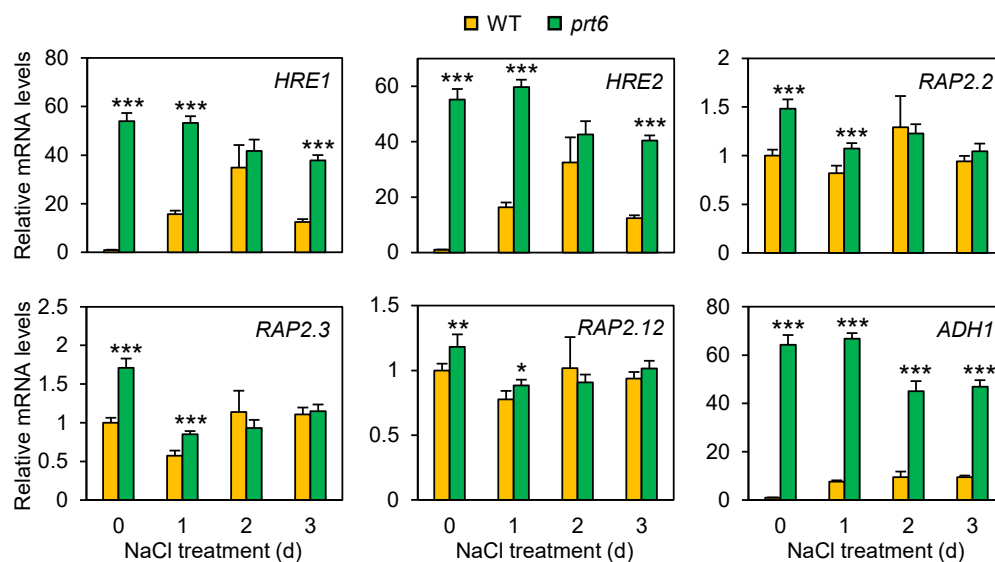 WT prt6
Relative mRNA levels
80
60
40
20
0
*** *** ***
HRE1
60
40
20
0
*** *** ***
HRE2
2
1.5
1
0.5
0
*** ***
RAP2.2
Relative mRNA levels
2.5
2
1.5
1
0.5
0
*** ***
RAP2.3
0 1 2 3
NaCl treatment (d)
1.5
1
0.5
0
** *
RAP2.12
0 1 2 3
NaCl treatment (d)
80
60
40
20
0
*** *** *** ***
ADH1
0 1 2 3
NaCl treatment (d)